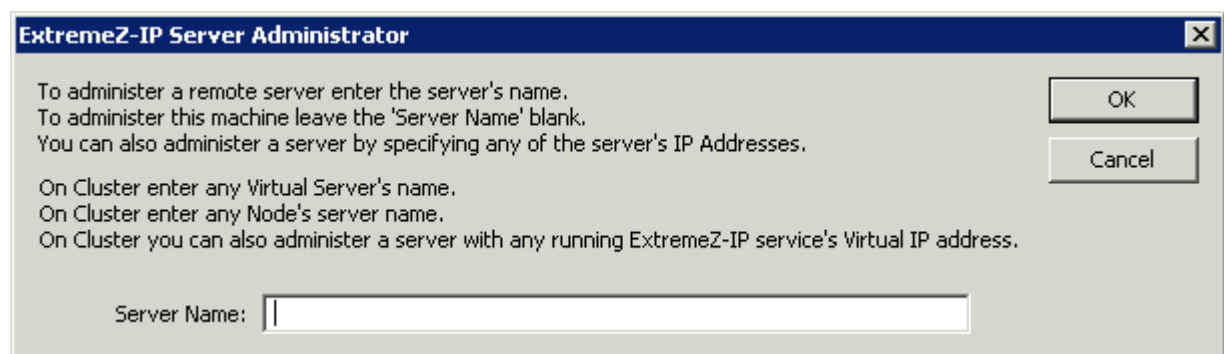 ExtremeZ-IP Server Administrator
To administer a remote server enter the server's name.
To administer this machine leave the 'Server Name' blank.
You can also administer a server by specifying any of the server's IP Addresses.
On Cluster enter any Virtual Server's name.
On Cluster enter any Node's server name.
On Cluster you can also administer a server with any running ExtremeZ-IP service's Virtual IP address.
OK
Cancel
Server Name: